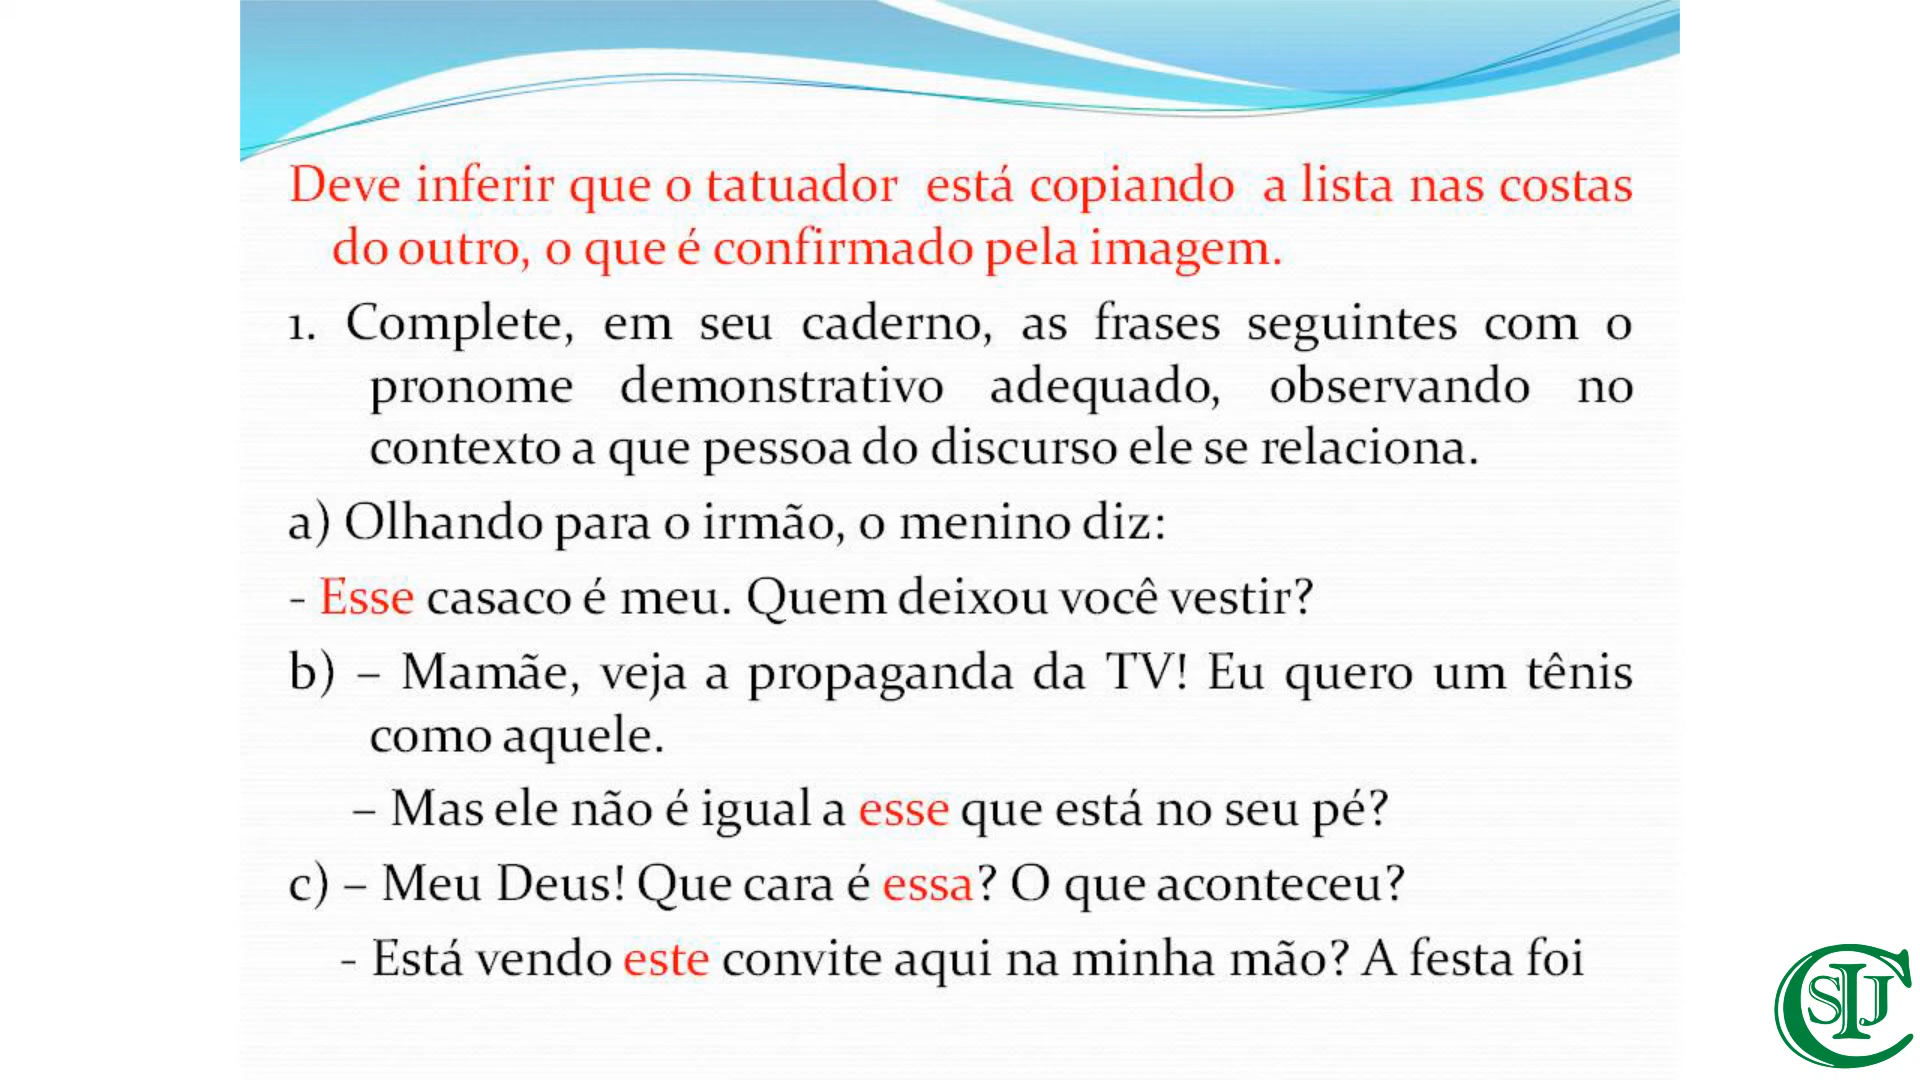 Deve inferir que o tatuador está copiando a lista nas costas
do outro, o que é confirmado pela imagem.
1. Complete, em seu caderno, as frases seguintes com o
pronome demonstrativo adequado, observando no
contexto a que pessoa do discurso ele se relaciona.
a) Olhando para o irmão, o menino diz:
- Esse casaco é meu. Quem deixou você vestir?
b) – Mamãe, veja a propaganda da TV! Eu quero um tênis
como aquele.
– Mas ele não é igual a esse que está no seu pé?
c) – Meu Deus! Que cara é essa? O que aconteceu?
- Está vendo este convite aqui na minha mão? A festa foi